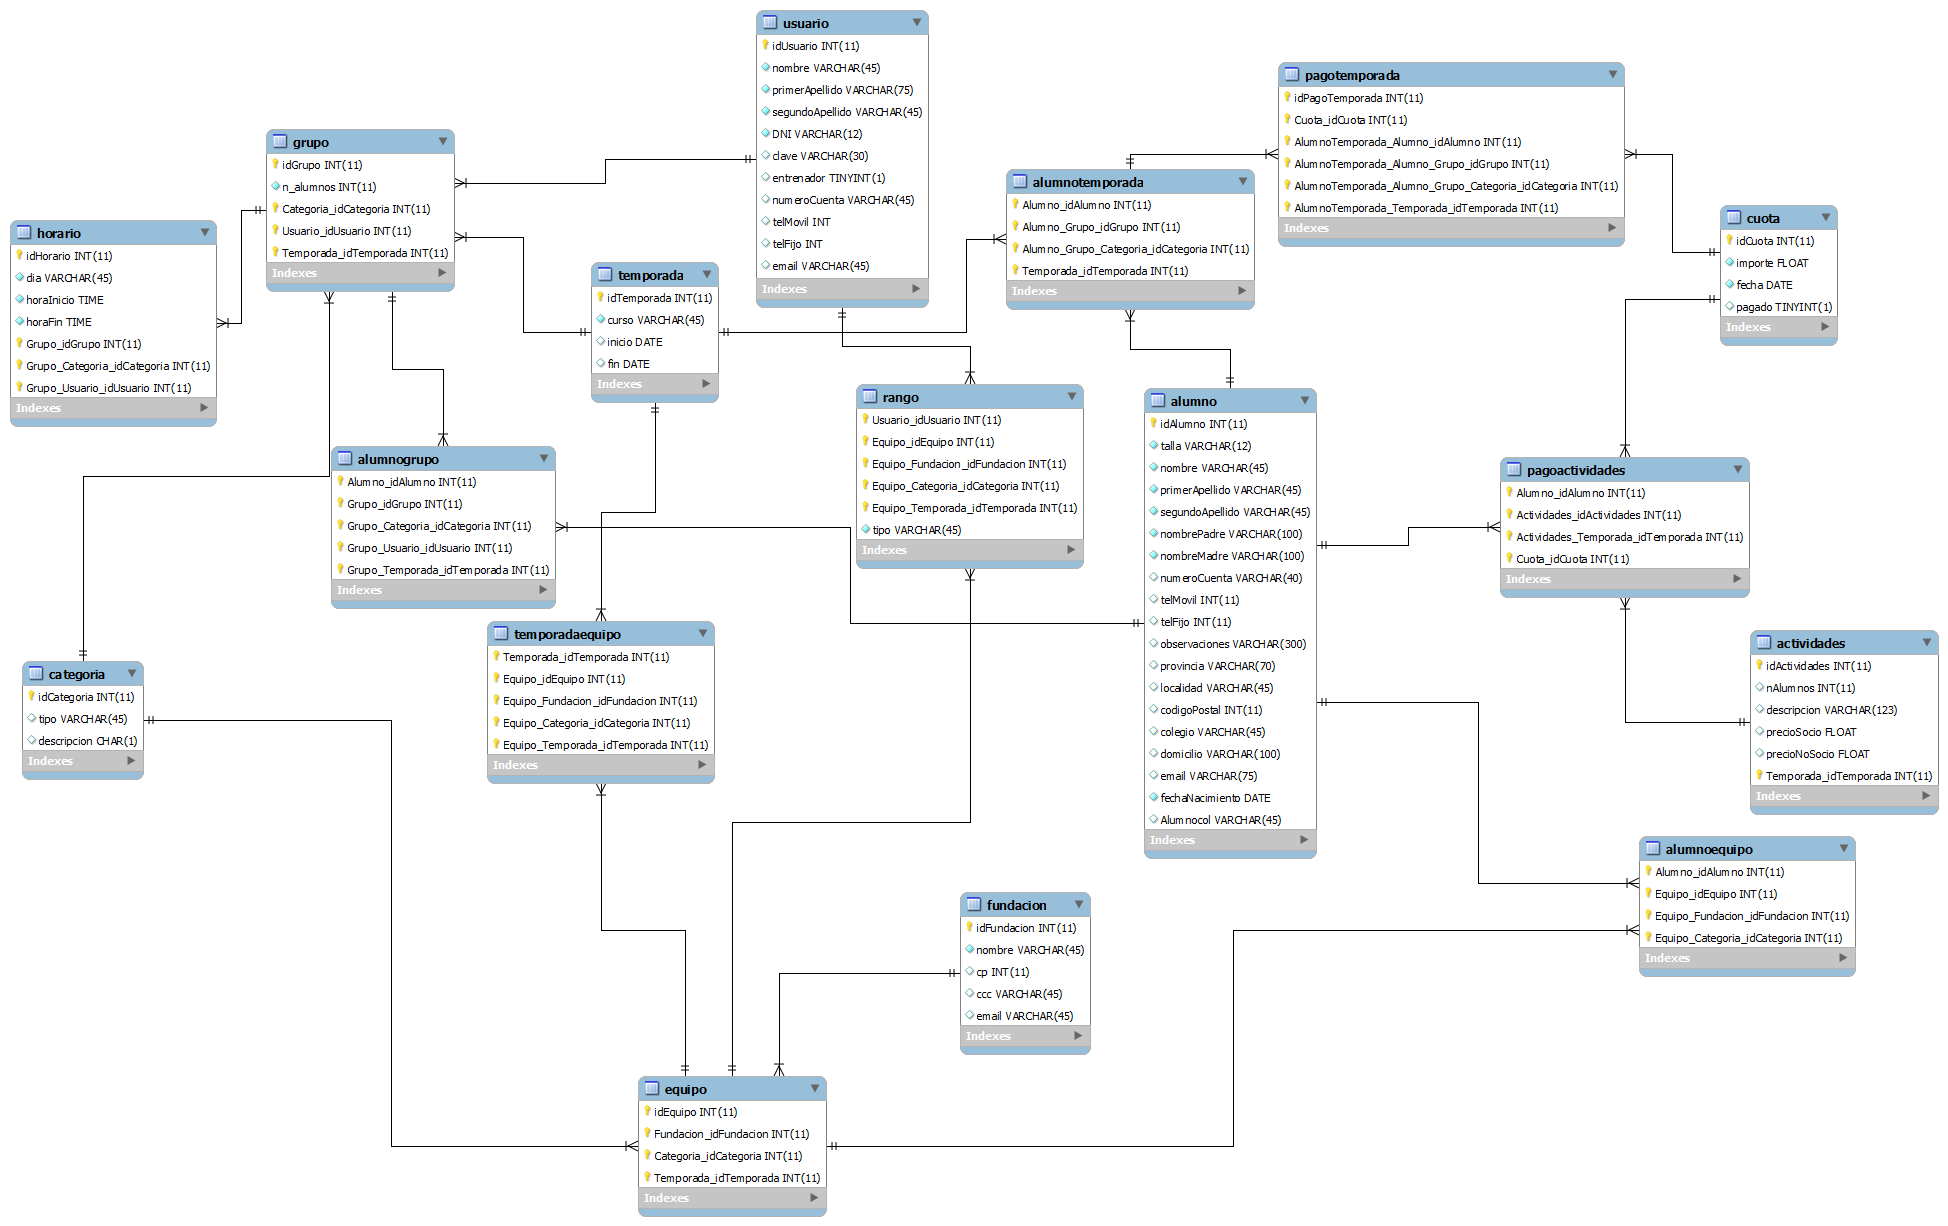 usuario
idUsuario INT(11)
nombre VARCHAR(45)
primerApellido VARCHAR(75)
segundoApellido VARCHAR(45)
DNI VARCHAR(12)
clave VARCHAR(30)
entrenador TINYINT(1)
numeroCuenta VARCHAR(45)
telMovil INT
telFijo INT
email VARCHAR(45)
Indexes
pagotemporada
idPagoTemporada INT(11)
Cuota_idCuota INT(11)
AlumnoTemporada_Alumno_idAlumno INT(11)
AlumnoTemporada_Alumno_Grupo_idGrupo INT(11)
AlumnoTemporada_Alumno_Grupo_Categoria_idCategoria INT(11)
AlumnoTemporada_Temporada_idTemporada INT(11)
Indexes
grupo
idGrupo INT(11)
n_alumnos INT(11)
Categoria_idCategoria INT(11)
Usuario_idUsuario INT(11)
Temporada_idTemporada INT(11)
Indexes
alumnotemporada
Alumno_idAlumno INT(11)
Alumno_Grupo_idGrupo INT(11)
Alumno_Grupo_Categoria_idCategoria INT(11)
Temporada_idTemporada INT(11)
Indexes
cuota
idCuota INT(11)
importe FLOAT
fecha DATE
pagado TINYINT(1)
Indexes
horario
idHorario INT(11)
dia VARCHAR(45)
horaInicio TIME
horaFin TIME
Grupo_idGrupo INT(11)
Grupo_Categoria_idCategoria INT(11)
Grupo_Usuario_idUsuario INT(11)
Indexes
temporada
idTemporada INT(11)
curso VARCHAR(45)
inicio DATE
fin DATE
Indexes
rango
Usuario_idUsuario INT(11)
Equipo_idEquipo INT(11)
Equipo_Fundacion_idFundacion INT(11)
Equipo_Categoria_idCategoria INT(11)
Equipo_Temporada_idTemporada INT(11)
tipo VARCHAR(45)
Indexes
alumno
idAlumno INT(11)
talla VARCHAR(12)
nombre VARCHAR(45)
primerApellido VARCHAR(45)
segundoApellido VARCHAR(45)
nombrePadre VARCHAR(100)
nombreMadre VARCHAR(100)
numeroCuenta VARCHAR(40)
telMovil INT(11)
telFijo INT(11)
observaciones VARCHAR(300)
provincia VARCHAR(70)
localidad VARCHAR(45)
codigoPostal INT(11)
colegio VARCHAR(45)
domicilio VARCHAR(100)
email VARCHAR(75)
fechaNacimiento DATE
Alumnocol VARCHAR(45)
Indexes
alumnogrupo
Alumno_idAlumno INT(11)
Grupo_idGrupo INT(11)
Grupo_Categoria_idCategoria INT(11)
Grupo_Usuario_idUsuario INT(11)
Grupo_Temporada_idTemporada INT(11)
Indexes
pagoactividades
Alumno_idAlumno INT(11)
Actividades_idActividades INT(11)
Actividades_Temporada_idTemporada INT(11)
Cuota_idCuota INT(11)
Indexes
temporadaequipo
Temporada_idTemporada INT(11)
Equipo_idEquipo INT(11)
Equipo_Fundacion_idFundacion INT(11)
Equipo_Categoria_idCategoria INT(11)
Equipo_Temporada_idTemporada INT(11)
Indexes
actividades
idActividades INT(11)
nAlumnos INT(11)
descripcion VARCHAR(123)
precioSocio FLOAT
precioNoSocio FLOAT
Temporada_idTemporada INT(11)
Indexes
categoria
idCategoria INT(11)
tipo VARCHAR(45)
descripcion CHAR(1)
Indexes
alumnoequipo
Alumno_idAlumno INT(11)
Equipo_idEquipo INT(11)
Equipo_Fundacion_idFundacion INT(11)
Equipo_Categoria_idCategoria INT(11)
Indexes
fundacion
idFundacion INT(11)
nombre VARCHAR(45)
cp INT(11)
ccc VARCHAR(45)
email VARCHAR(45)
Indexes
equipo
idEquipo INT(11)
Fundacion_idFundacion INT(11)
Categoria_idCategoria INT(11)
Temporada_idTemporada INT(11)
Indexes